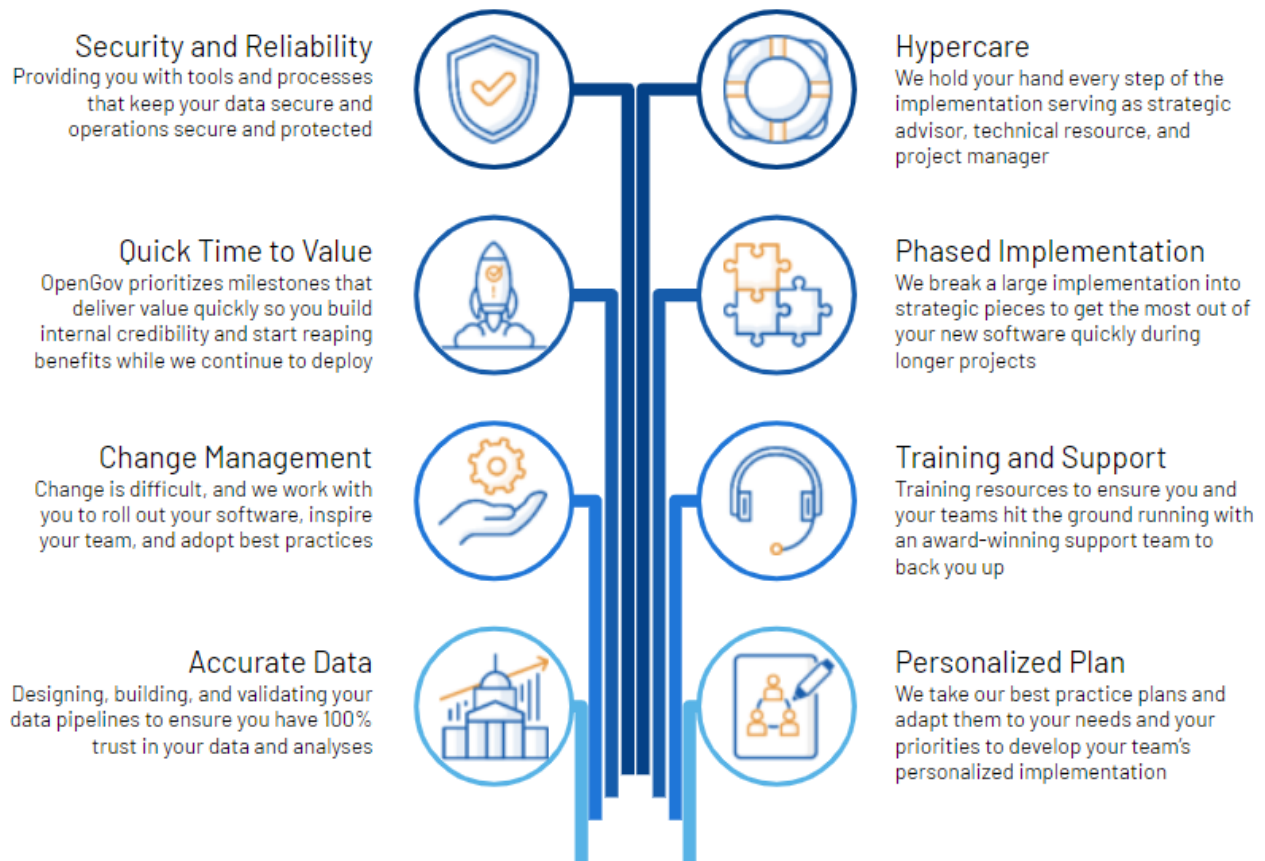 Security and Reliability
Providing you with tools and processes
that keep your data secure and
operations secure and protected
Hypercare
We hold your hand every step of the
implementation serving as strategic
advisor, technical resource, and
project manager
Quick Time to Value
OpenGov prioritizes milestones that
deliver value quickly so you build
internal credibility and start reaping
benefits while we continue to deploy
Phased Implementation
We break a large implementation into
strategic pieces to get the most out of
your new software quickly during
longer projects
Change Management
Change is difficult, and we work with
you to roll out your software, inspire
your team, and adopt best practices
Training and Support
Training resources to ensure you and
your teams hit the ground running with
an award-winning support team to
back you up
Accurate Data
Designing, building, and validating your
data pipelines to ensure you have 100%
trust in your data and analyses
Personalized Plan
We take our best practice plans and
adapt them to your needs and your
priorities to develop your team's
personalized implementation